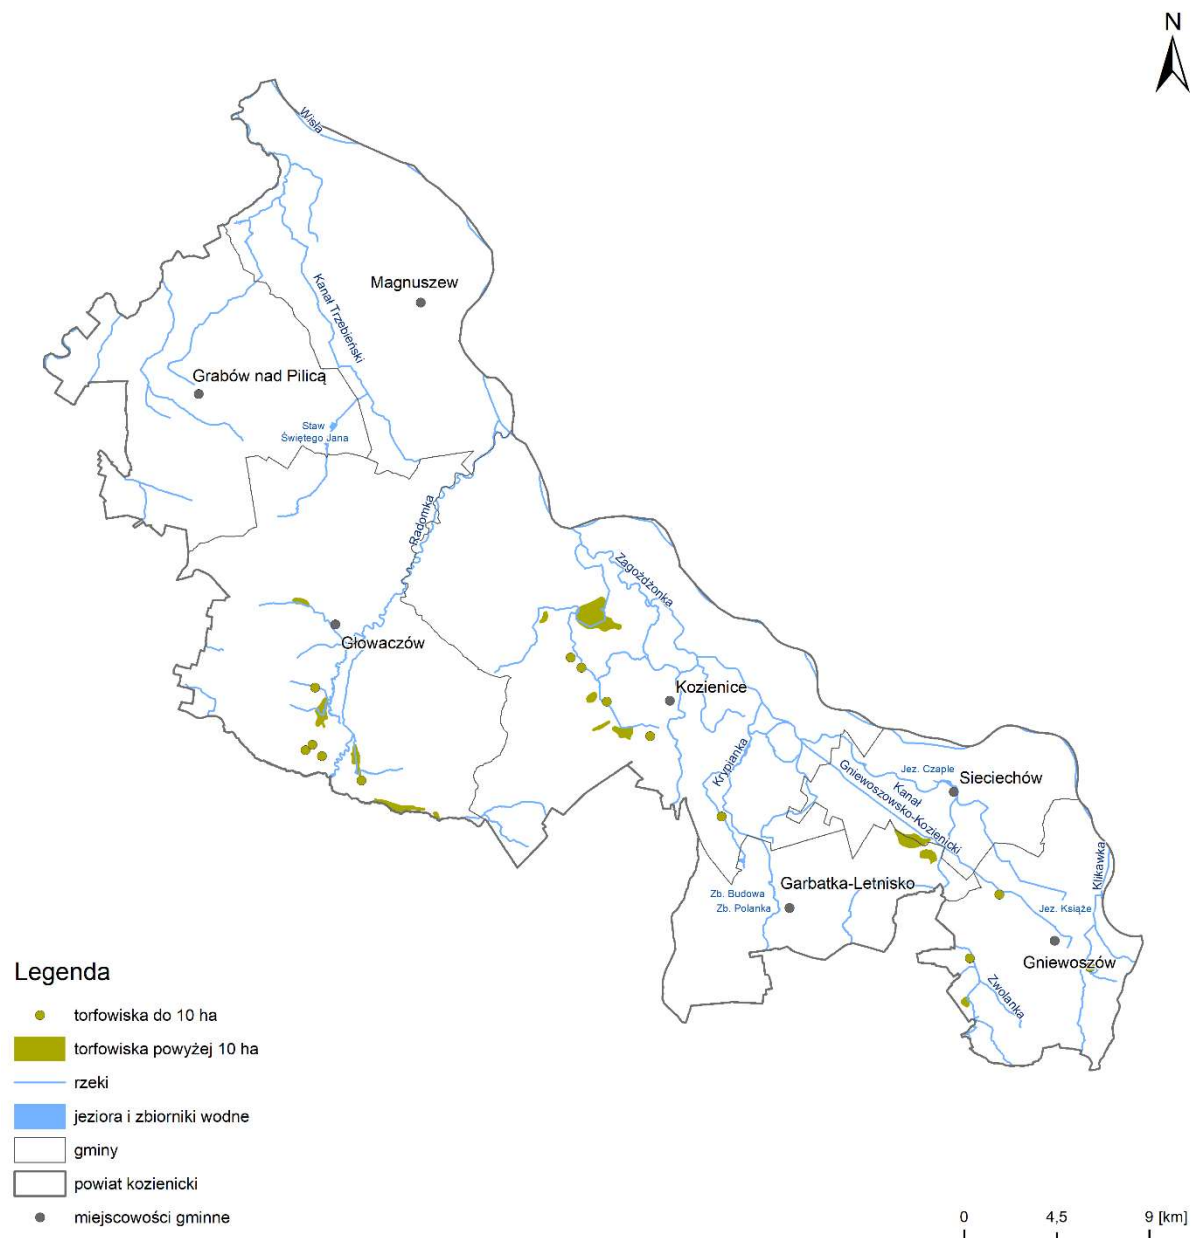 N
Wisła
Magnuszew
Kanał Trzebieński
Grabów nad Pilicą
Staw
Świętego Jana
Radomka
Zagożdżonka
Głowaczów
Kozienice
Krypianka
Jez. Czaple
Sieciechów
Kanał
Gniewoszowsko-Kozienicki
Klikawka
Garbatka-Letnisko
Zb. Budowa
Zb. Polanka
Jez. Książe
Gniewoszów
Zwolanka
Legenda
torfowiska do 10 ha
torfowiska powyżej 10 ha
rzeki
jeziora i zbiorniki wodne
gminy
powiat kozienicki
miejscowości gminne
0 4,5 9 [km]